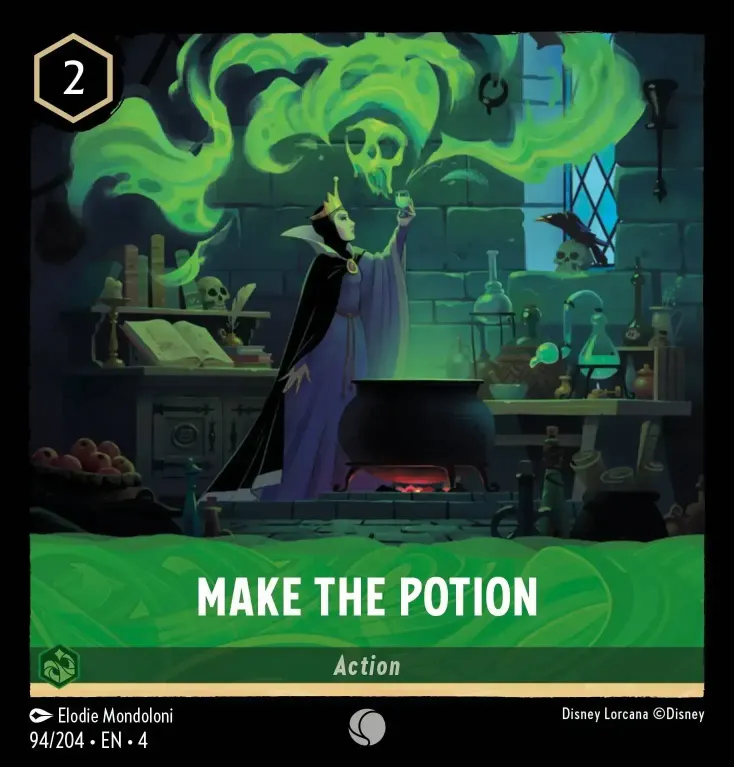 2
MAKE THE POTION
Action
Elodie Mondoloni
Disney Lorcana ©Disney
94/204 • EN • 4